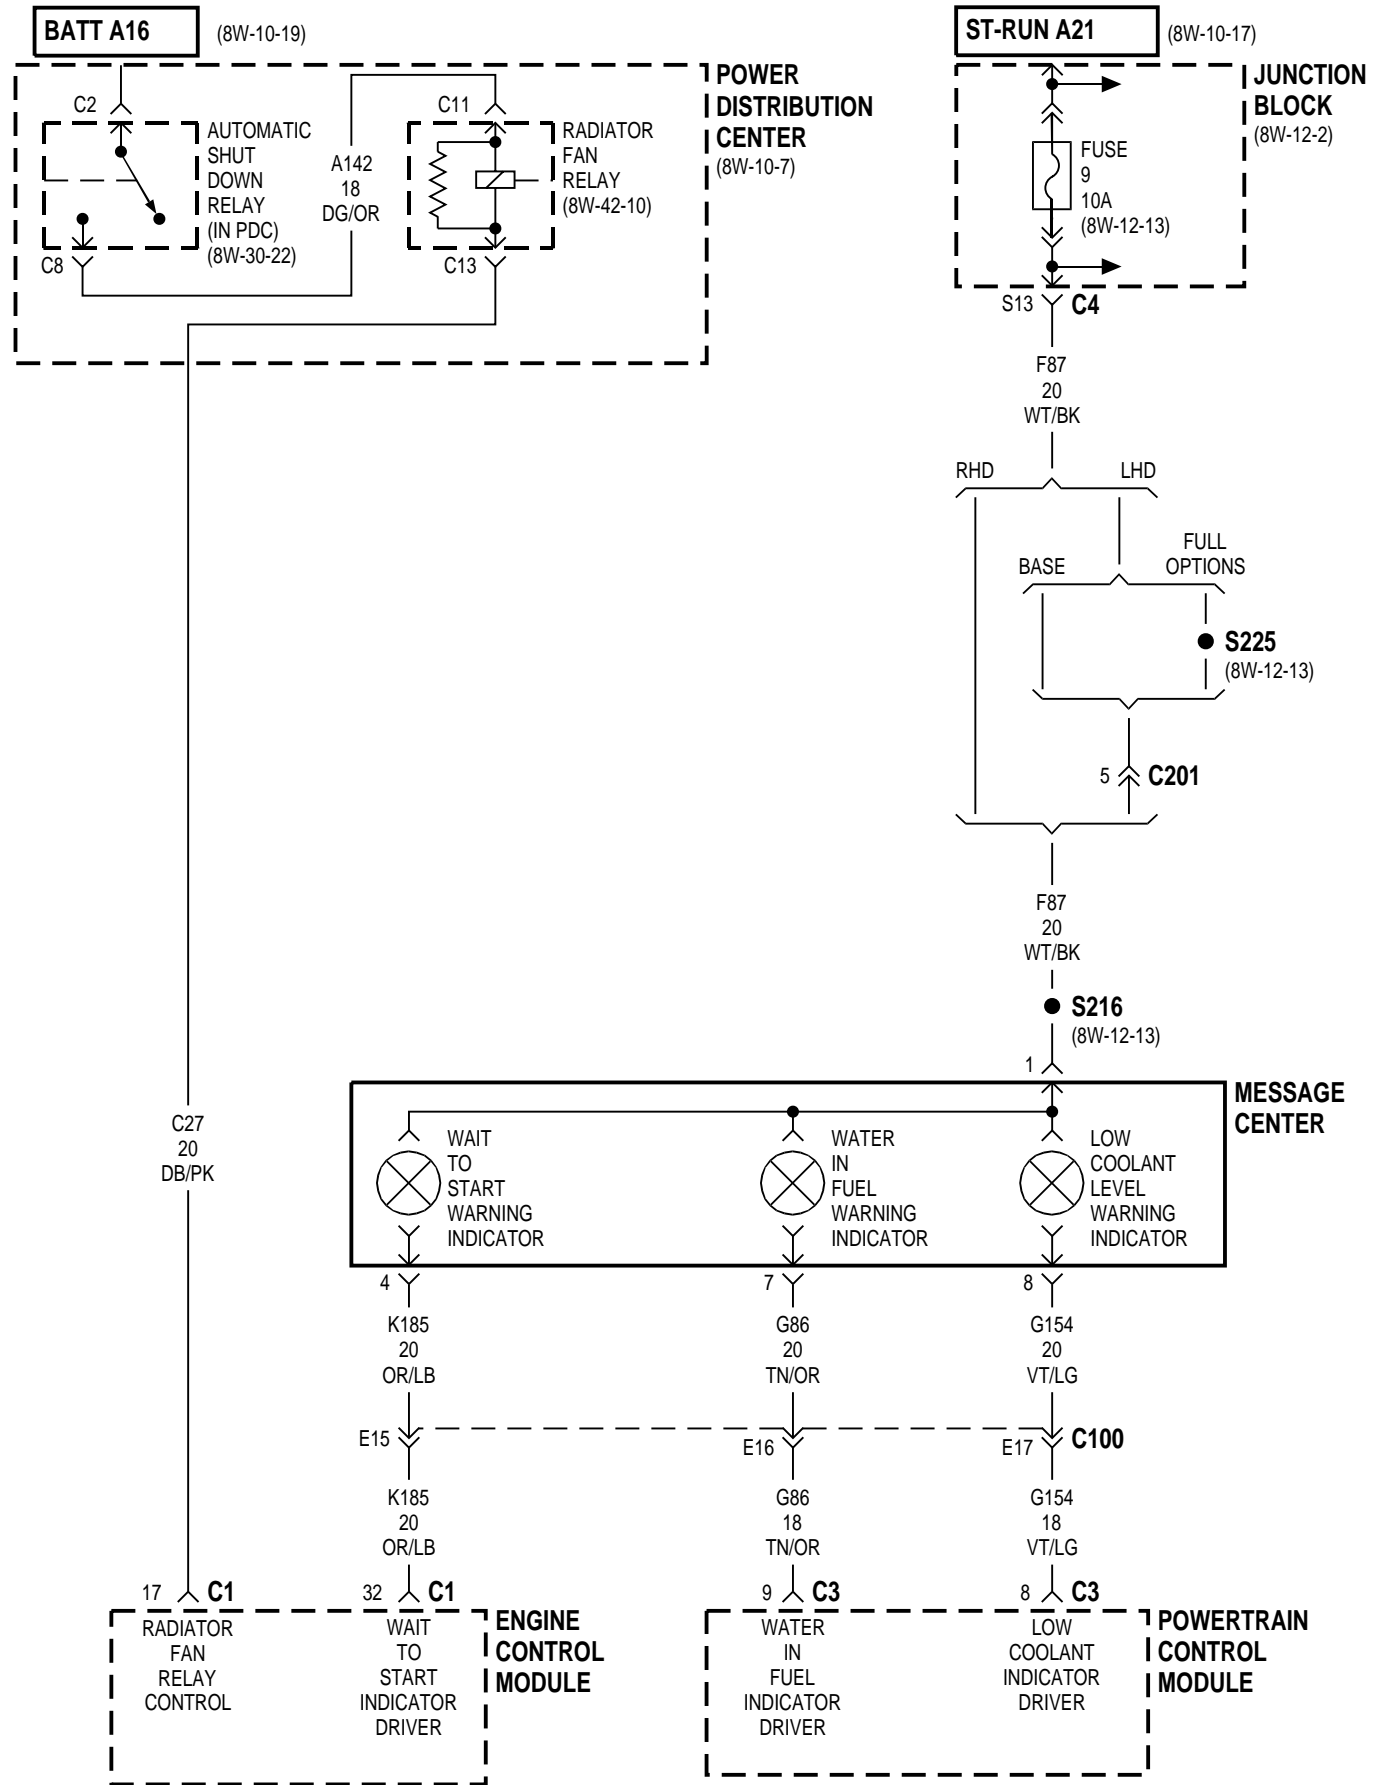 BATT A16
(8W-10-19)
ST-RUN A21
(8W-10-17)
POWER
DISTRIBUTION
CENTER
(8W-10-7)
JUNCTION
BLOCK
(8W-12-2)
C2
AUTOMATIC
SHUT
DOWN
RELAY
(IN PDC)
(8W-30-22)
C8
A142
18
DG/OR
C11
RADIATOR
FAN
RELAY
(8W-42-10)
C13
FUSE
9
10A
(8W-12-13)
S13
C4
F87
20
WT/BK
RHD
LHD
BASE
FULL
OPTIONS
S225
(8W-12-13)
5
C201
F87
20
WT/BK
S216
(8W-12-13)
1
MESSAGE
CENTER
C27
20
DB/PK
WAIT
TO
START
WARNING
INDICATOR
WATER
IN
FUEL
WARNING
INDICATOR
LOW
COOLANT
LEVEL
WARNING
INDICATOR
4
7
8
K185
20
OR/LB
G86
20
TN/OR
G154
20
VT/LG
E15
E16
E17
C100
K185
20
OR/LB
G86
18
TN/OR
G154
18
VT/LG
17
C1
32
C1
9
C3
8
C3
RADIATOR
FAN
RELAY
CONTROL
WAIT
TO
START
INDICATOR
DRIVER
ENGINE
CONTROL
MODULE
WATER
IN
FUEL
INDICATOR
DRIVER
LOW
COOLANT
INDICATOR
DRIVER
POWERTRAIN
CONTROL
MODULE